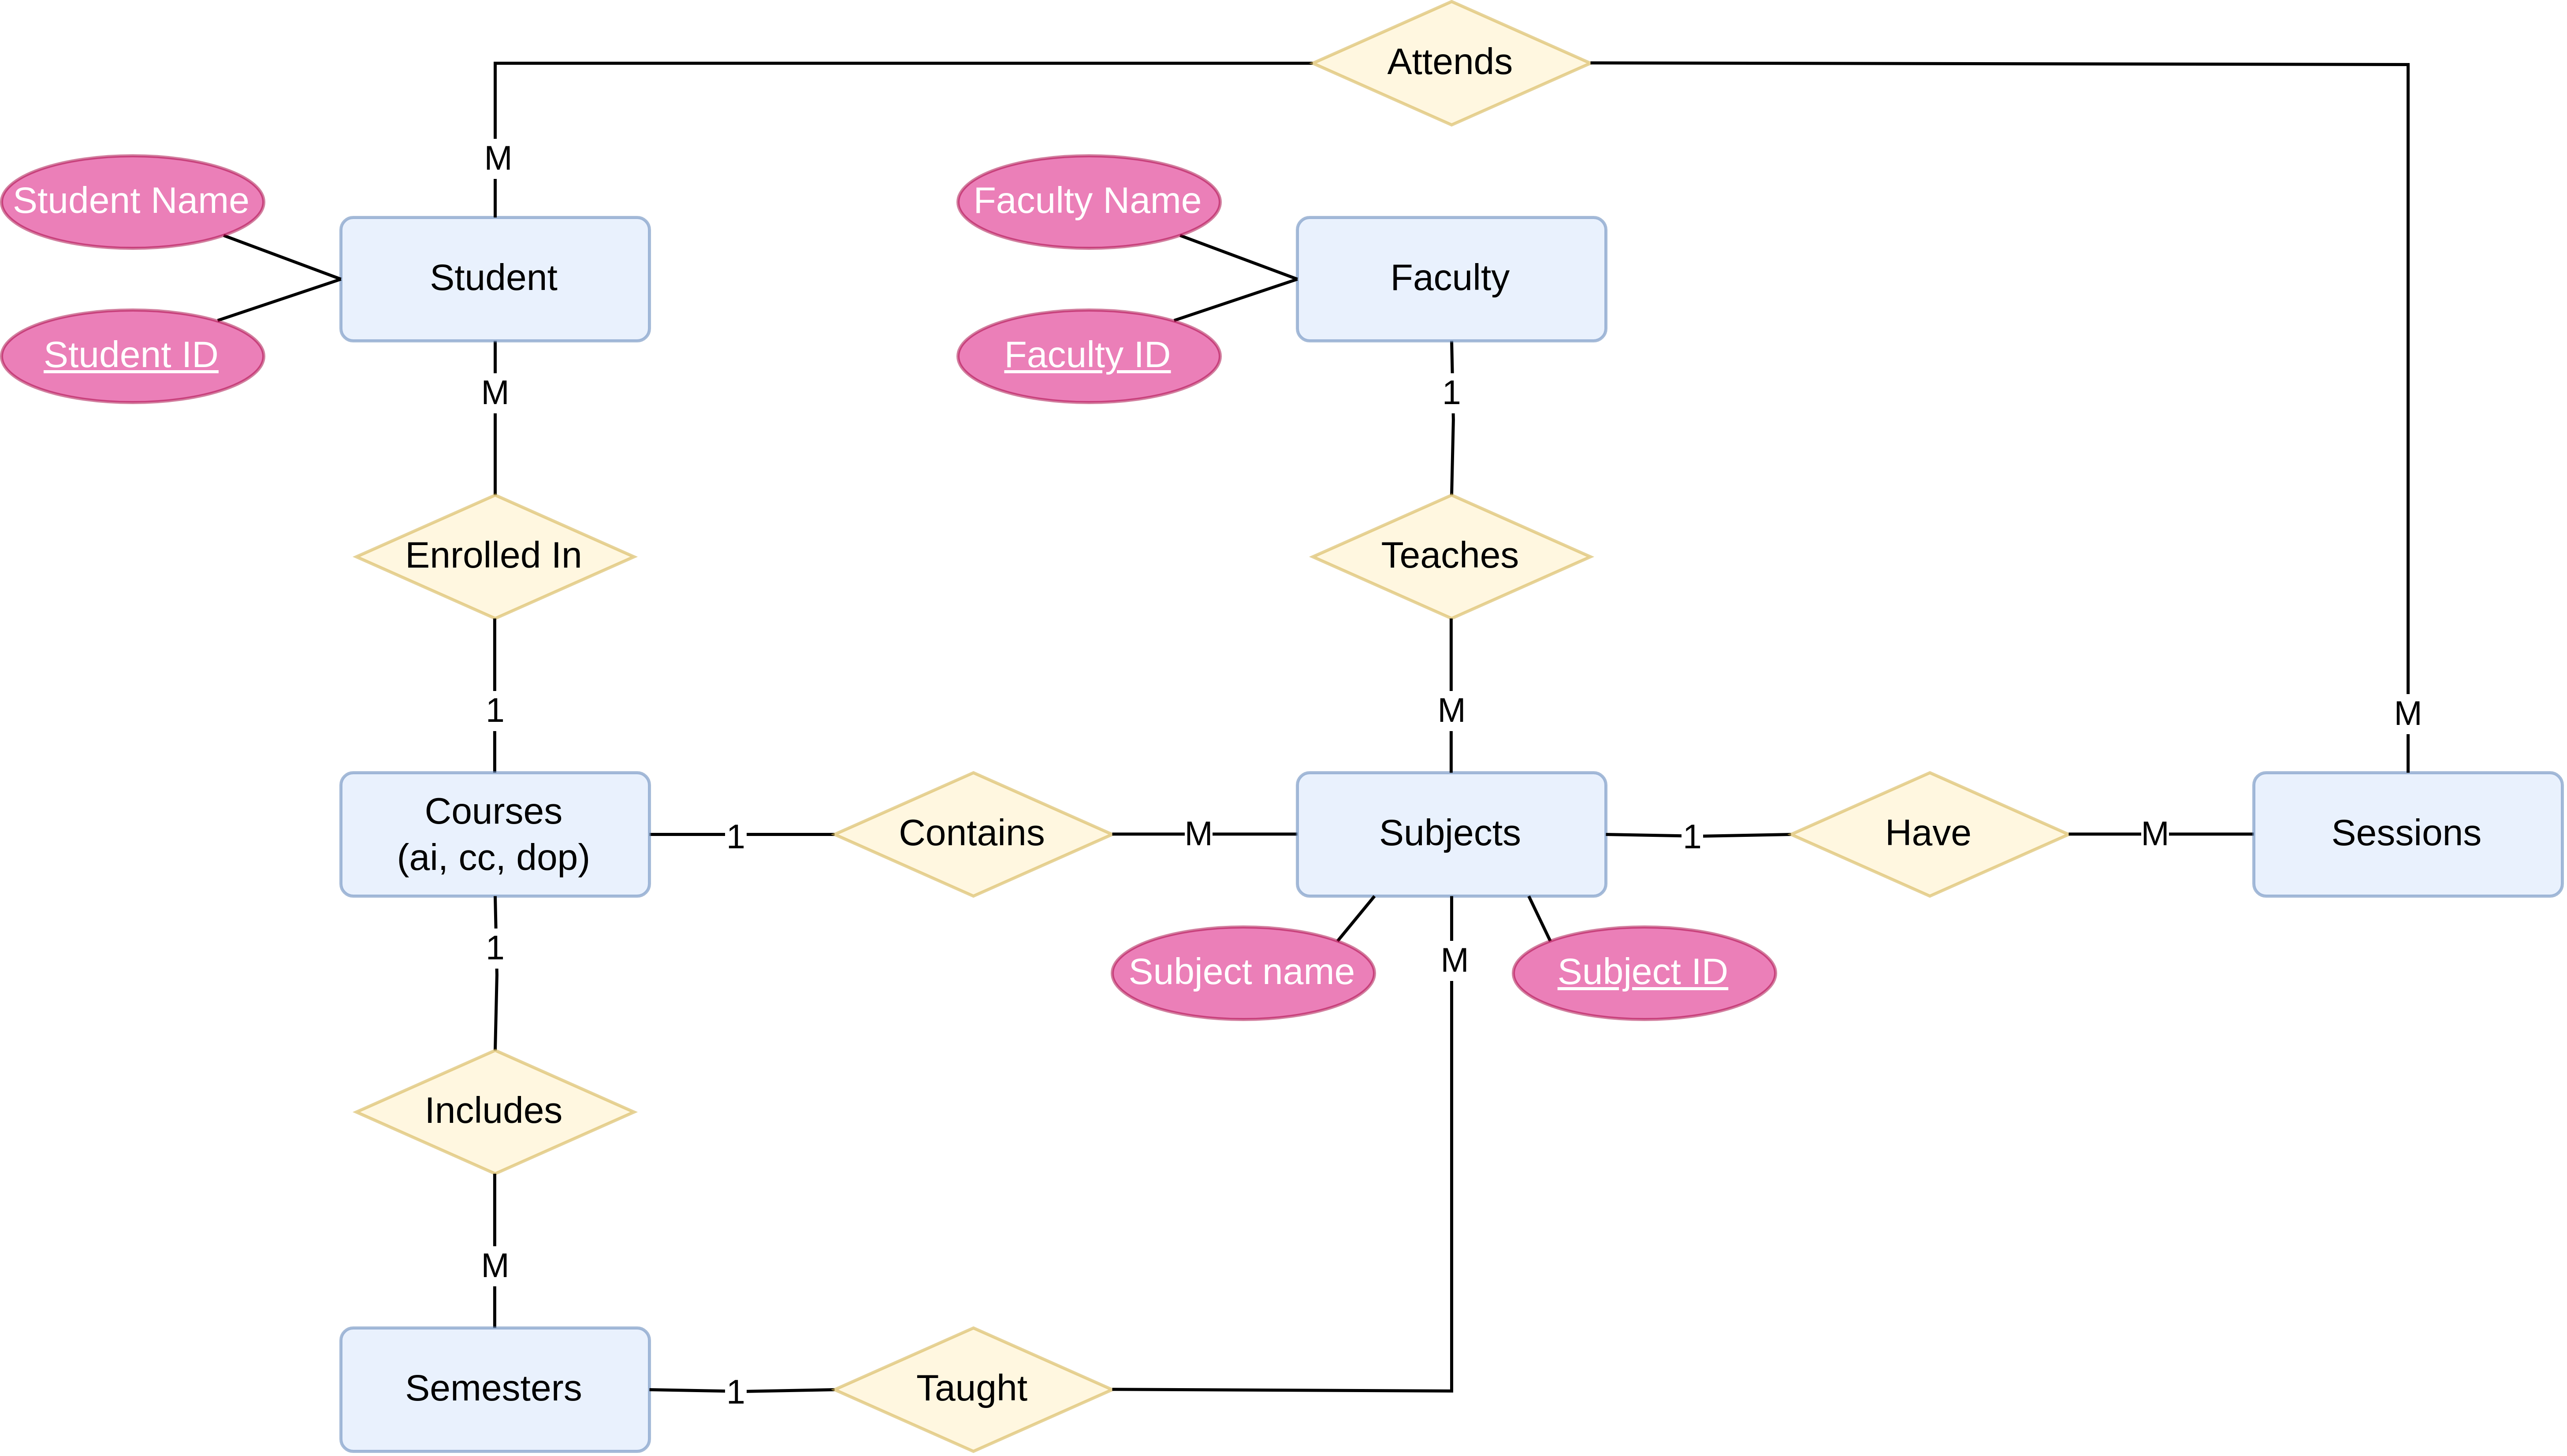 Attends
M
Student Name
Faculty Name
Student
Faculty
Student ID
Faculty ID
M
1
Enrolled In
Teaches
1
M
M
Courses
(ai, cc, dop)
1
Contains
M
Subjects
1
Have
M
Sessions
1
M
Subject name
Subject ID
Includes
M
Semesters
1
Taught